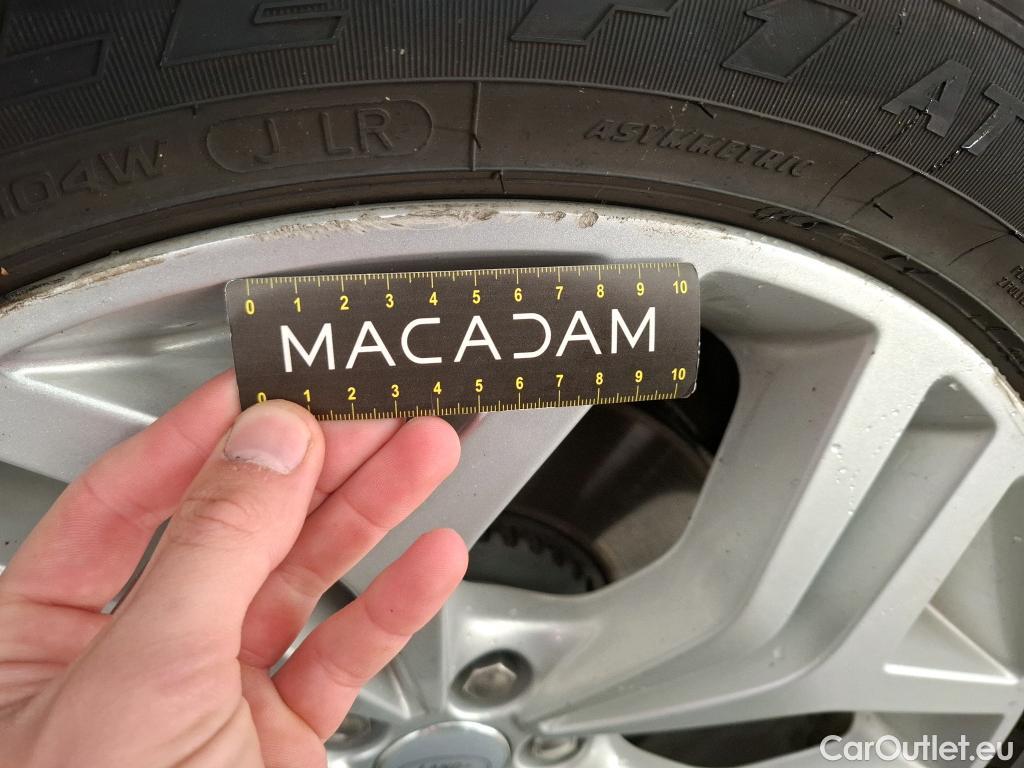 AT
104W
J LR
ASYMMETRIC
0 1 2 3 4 5 6 7 8 9 10
MACADAM
0 1 2 3 4 5 6 7 8 9 10
CarOutlet.eu